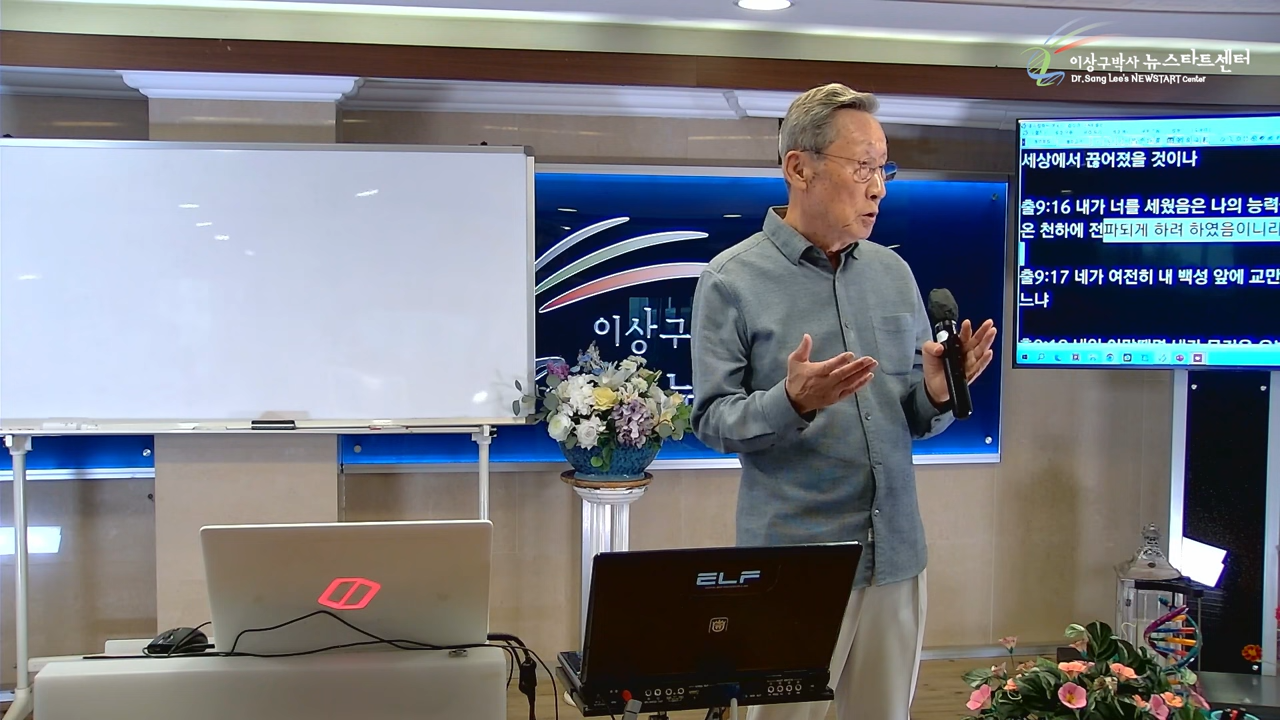 이상구박사 뉴스타트센터
Dr.Sang Lee's NEWSTART Center
세상에서 끊어졌을 것이나
출9:16 내가 너를 세웠음은 나의 능력
온 천하에 전파되게 하려 하였음이니라
출9:17 네가 여전히 내 백성 앞에 교만
느냐
이상구
ELF